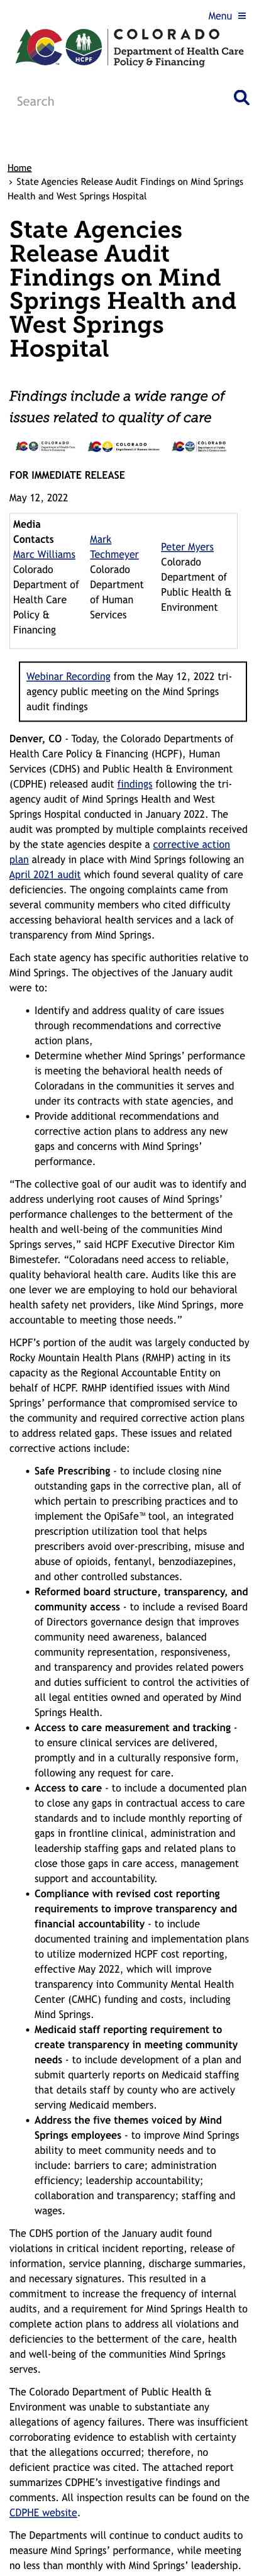 Menu ≡
COLORADO
Department of Health Care
Policy & Financing
HCPF
Search
Home
› State Agencies Release Audit Findings on Mind Springs
Health and West Springs Hospital
State Agencies
Release Audit
Findings on Mind
Springs Health and
West Springs
Hospital
Findings include a wide range of
issues related to quality of care
COLORADO
COLORADO
COLORADO
FOR IMMEDIATE RELEASE
May 12, 2022
Media
Contacts
Marc Williams
Colorado
Department of
Health Care
Policy &
Financing
Mark
Techmeyer
Colorado
Department
of Human
Services
Peter Myers
Colorado
Department of
Public Health &
Environment
Webinar Recording from the May 12, 2022 tri-
agency public meeting on the Mind Springs
audit findings
Denver, CO - Today, the Colorado Departments of
Health Care Policy & Financing (HCPF), Human
Services (CDHS) and Public Health & Environment
(CDPHE) released audit findings following the tri-
agency audit of Mind Springs Health and West
Springs Hospital conducted in January 2022. The
audit was prompted by multiple complaints received
by the state agencies despite a corrective action
plan already in place with Mind Springs following an
April 2021 audit which found several quality of care
deficiencies. The ongoing complaints came from
several community members who cited difficulty
accessing behavioral health services and a lack of
transparency from Mind Springs.
Each state agency has specific authorities relative to
Mind Springs. The objectives of the January audit
were to:
• Identify and address quality of care issues
through recommendations and corrective
action plans,
• Determine whether Mind Springs' performance
is meeting the behavioral health needs of
Coloradans in the communities it serves and
under its contracts with state agencies, and
• Provide additional recommendations and
corrective action plans to address any new
gaps and concerns with Mind Springs'
performance.
“The collective goal of our audit was to identify and
address underlying root causes of Mind Springs'
performance challenges to the betterment of the
health and well-being of the communities Mind
Springs serves,” said HCPF Executive Director Kim
Bimestefer. “Coloradans need access to reliable,
quality behavioral health care. Audits like this are
one lever we are employing to hold our behavioral
health safety net providers, like Mind Springs, more
accountable to meeting those needs.”
HCPF's portion of the audit was largely conducted by
Rocky Mountain Health Plans (RMHP) acting in its
capacity as the Regional Accountable Entity on
behalf of HCPF. RMHP identified issues with Mind
Springs' performance that compromised service to
the community and required corrective action plans
to address related gaps. These issues and related
corrective actions include:
• Safe Prescribing - to include closing nine
outstanding gaps in the corrective plan, all of
which pertain to prescribing practices and to
implement the OpiSafe™ tool, an integrated
prescription utilization tool that helps
prescribers avoid over-prescribing, misuse and
abuse of opioids, fentanyl, benzodiazepines,
and other controlled substances.
• Reformed board structure, transparency, and
community access - to include a revised Board
of Directors governance design that improves
community need awareness, balanced
community representation, responsiveness,
and transparency and provides related powers
and duties sufficient to control the activities of
all legal entities owned and operated by Mind
Springs Health.
• Access to care measurement and tracking -
to ensure clinical services are delivered,
promptly and in a culturally responsive form,
following any request for care.
• Access to care - to include a documented plan
to close any gaps in contractual access to care
standards and to include monthly reporting of
gaps in frontline clinical, administration and
leadership staffing gaps and related plans to
close those gaps in care access, management
support and accountability.
• Compliance with revised cost reporting
requirements to improve transparency and
financial accountability - to include
documented training and implementation plans
to utilize modernized HCPF cost reporting,
effective May 2022, which will improve
transparency into Community Mental Health
Center (CMHC) funding and costs, including
Mind Springs.
• Medicaid staff reporting requirement to
create transparency in meeting community
needs - to include development of a plan and
submit quarterly reports on Medicaid staffing
that details staff by county who are actively
serving Medicaid members.
• Address the five themes voiced by Mind
Springs employees - to improve Mind Springs
ability to meet community needs and to
include: barriers to care; administration
efficiency; leadership accountability;
collaboration and transparency; staffing and
wages.
The CDHS portion of the January audit found
violations in critical incident reporting, release of
information, service planning, discharge summaries,
and necessary signatures. This resulted in a
commitment to increase the frequency of internal
audits, and a requirement for Mind Springs Health to
complete action plans to address all violations and
deficiencies to the betterment of the care, health
and well-being of the communities Mind Springs
serves.
The Colorado Department of Public Health &
Environment was unable to substantiate any
allegations of agency failures. There was insufficient
corroborating evidence to establish with certainty
that the allegations occurred; therefore, no
deficient practice was cited. The attached report
summarizes CDPHE's investigative findings and
comments. All inspection results can be found on the
CDPHE website.
The Departments will continue to conduct audits to
measure Mind Springs' performance, while meeting
no less than monthly with Mind Springs' leadership.